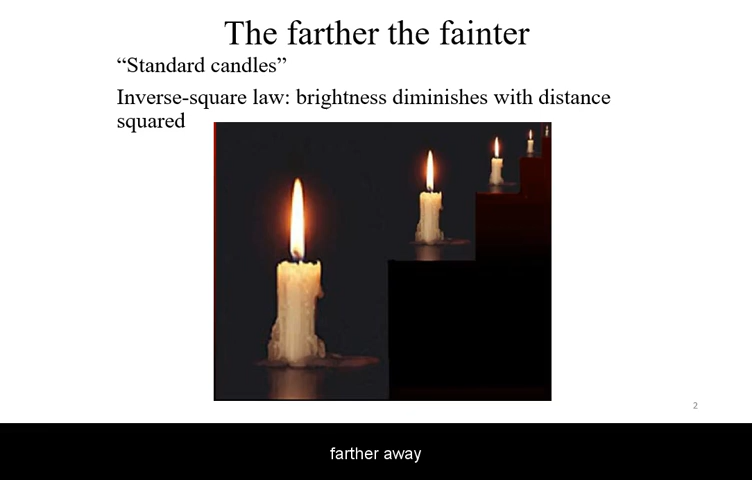 The farther the fainter
“Standard candles”
Inverse-square law: brightness diminishes with distance
squared
2
farther away